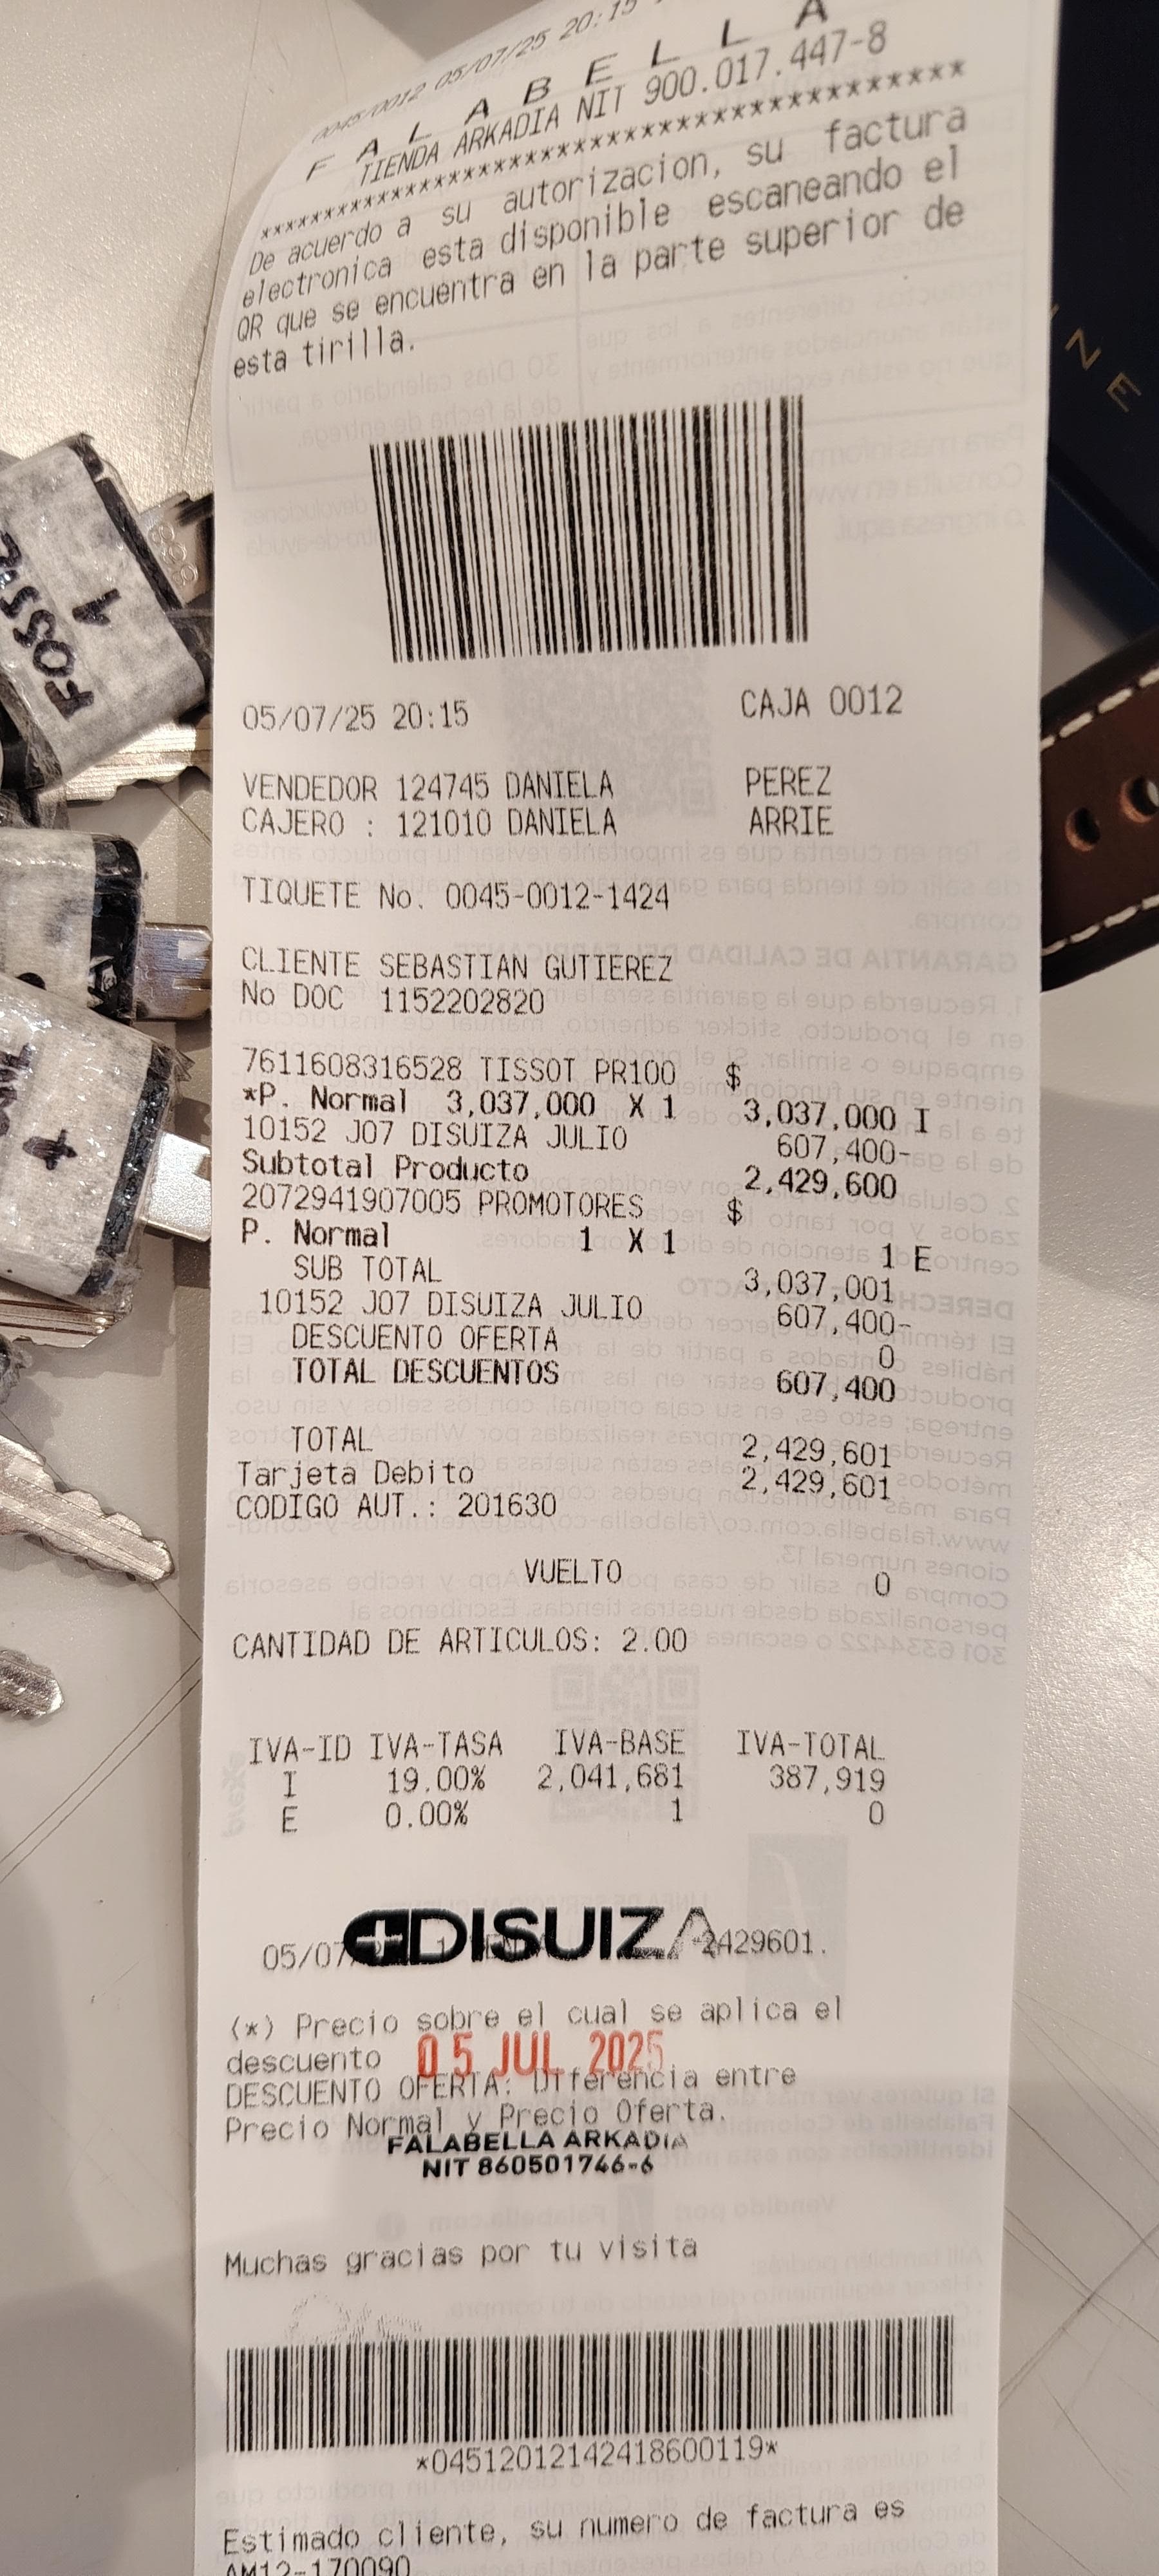 0045/0012 05/07/25 20:15
F A L A B E L L A
TIENDA ARKADIA NIT 900.017.447-8
************************************
De acuerdo a su autorizacion, su factura
electronica esta disponible escaneando el
QR que se encuentra en la parte superior de
esta tirilla.
05/07/25 20:15 CAJA 0012
VENDEDOR 124745 DANIELA PEREZ
CAJERO : 121010 DANIELA ARRIE
TIQUETE No. 0045-0012-1424
CLIENTE SEBASTIAN GUTIEREZ
No DOC 1152202820
7611608316528 TISSOT PR100 $
*P. Normal 3,037,000 X 1 3,037,000 I
10152 J07 DISUIZA JULIO 607,400-
Subtotal Producto 2,429,600
2072941907005 PROMOTORES $
P. Normal 1 X 1 1 E
SUB TOTAL 3,037,001
10152 J07 DISUIZA JULIO 607,400-
DESCUENTO OFERTA 0
TOTAL DESCUENTOS 607,400
TOTAL 2,429,601
Tarjeta Debito 2,429,601
CODIGO AUT.: 201630
VUELTO 0
CANTIDAD DE ARTICULOS: 2.00
IVA-ID IVA-TASA IVA-BASE IVA-TOTAL
I 19.00% 2,041,681 387,919
E 0.00% 1 0
DISUIZA
05/07 2429601.
(*) Precio sobre el cual se aplica el
descuento
05 JUL 2025
DESCUENTO OFERTA: Diferencia entre
Precio Normal y Precio Oferta.
FALABELLA ARKADIA
NIT 860501746-6
Muchas gracias por tu visita
*04512012142418600119*
Estimado cliente, su numero de factura es
AM12-170090
FOSSIL
1